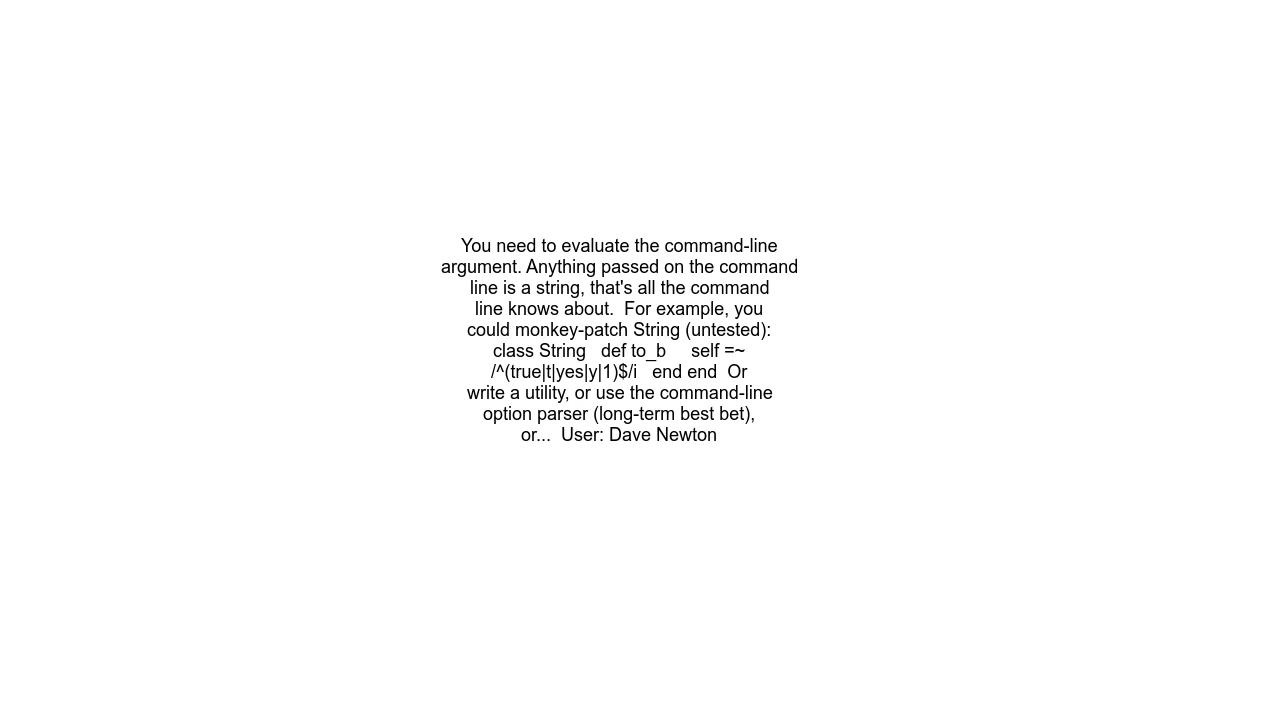 You need to evaluate the command-line
argument. Anything passed on the command
line is a string, that's all the command
line knows about.  For example, you
could monkey-patch String (untested):
class String   def to_b     self =~
/^(true|t|yes|y|1)$/i   end end  Or
write a utility, or use the command-line
option parser (long-term best bet),
or...  User: Dave Newton